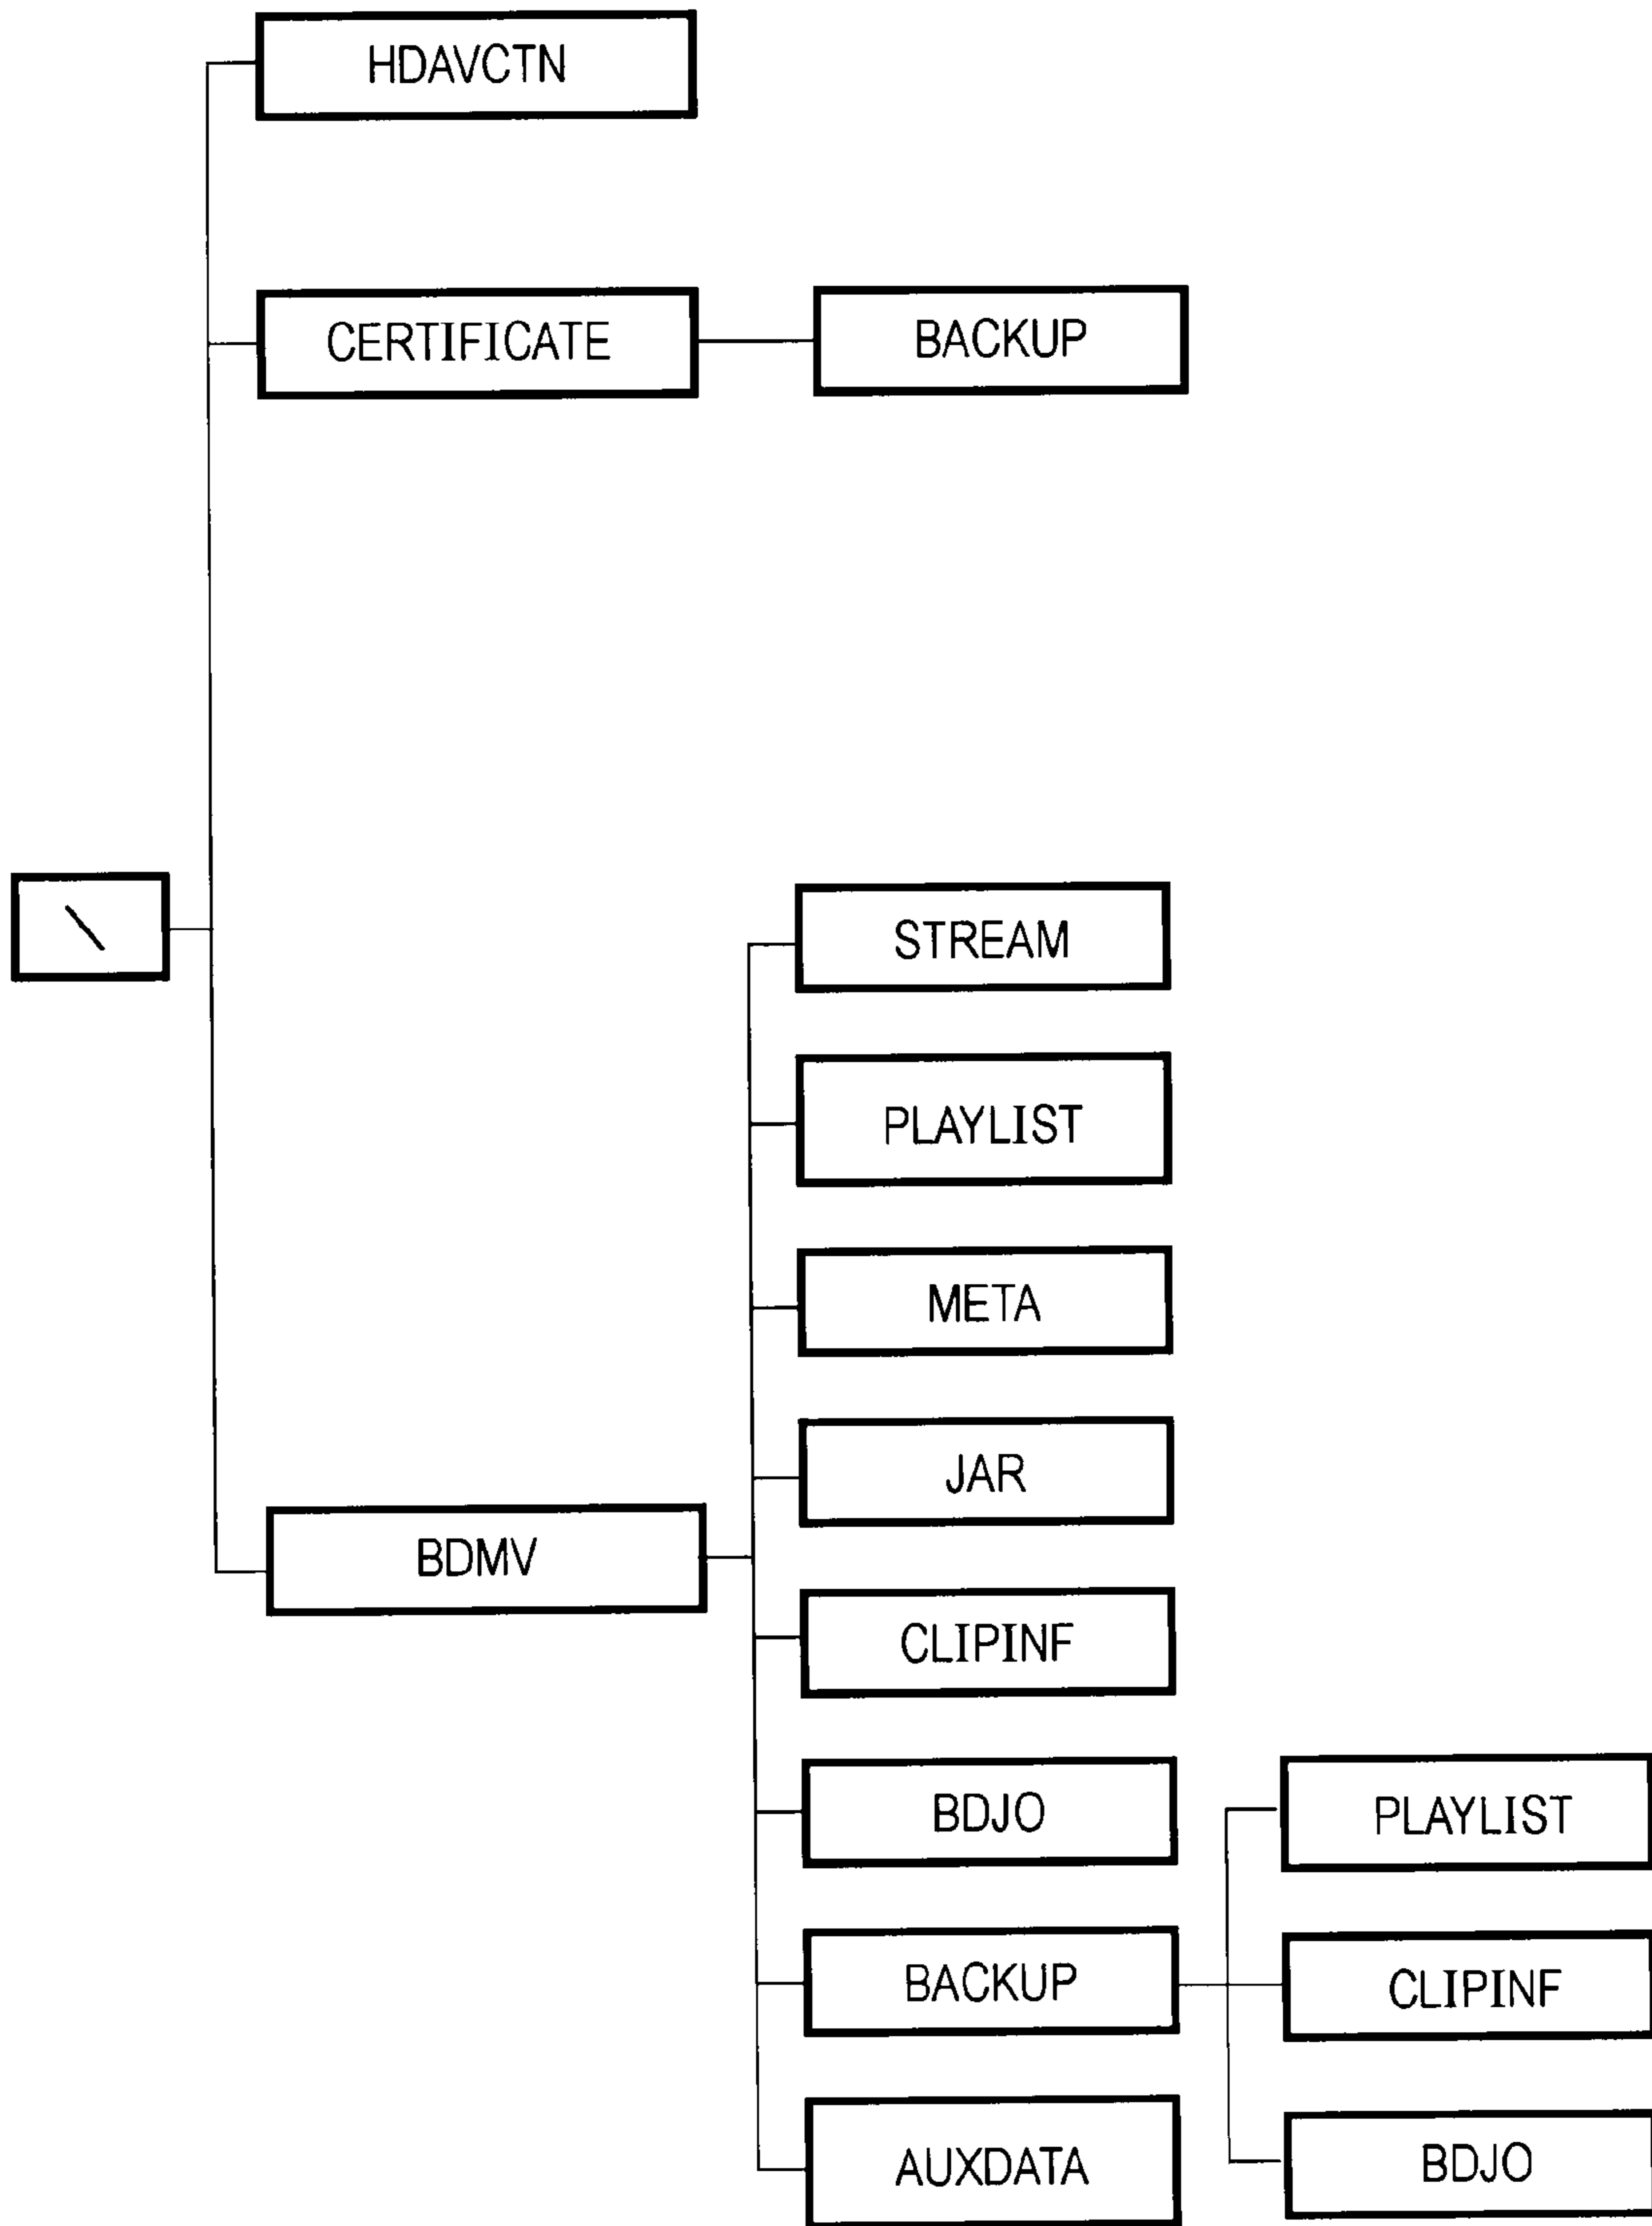 HDAVCTN
CERTIFICATE
BACKUP
\
STREAM
PLAYLIST
META
JAR
BDMV
CLIPINF
BDJO
PLAYLIST
BACKUP
CLIPINF
AUXDATA
BDJO